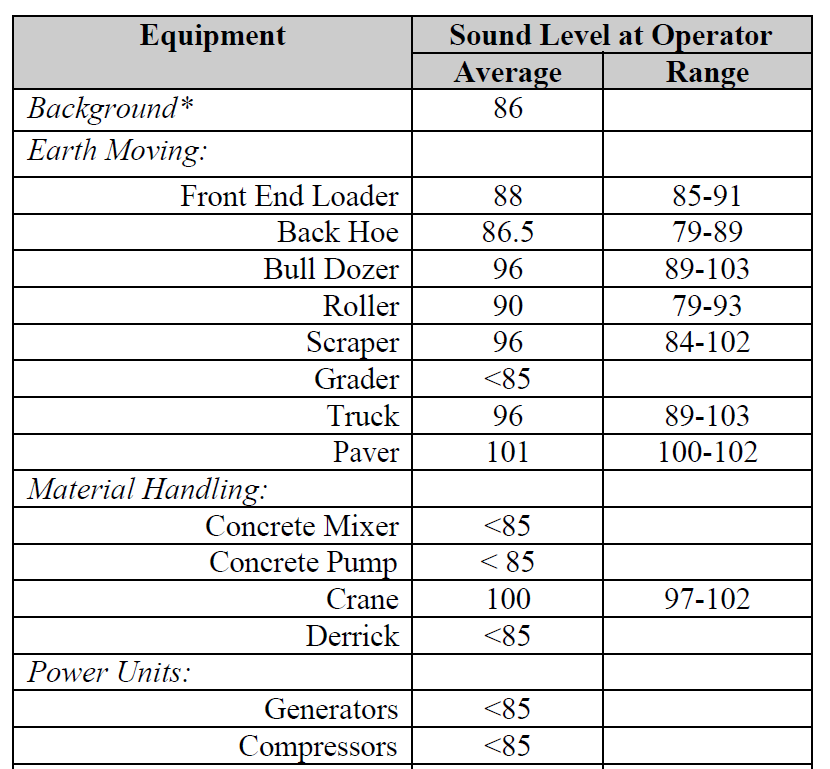 Equipment Sound Level at Operator
Average Range
Background* 86
Earth Moving:
Front End Loader 88 85-91
Back Hoe 86.5 79-89
Bull Dozer 96 89-103
Roller 90 79-93
Scraper 96 84-102
Grader <85
Truck 96 89-103
Paver 101 100-102
Material Handling:
Concrete Mixer <85
Concrete Pump < 85
Crane 100 97-102
Derrick <85
Power Units:
Generators <85
Compressors <85